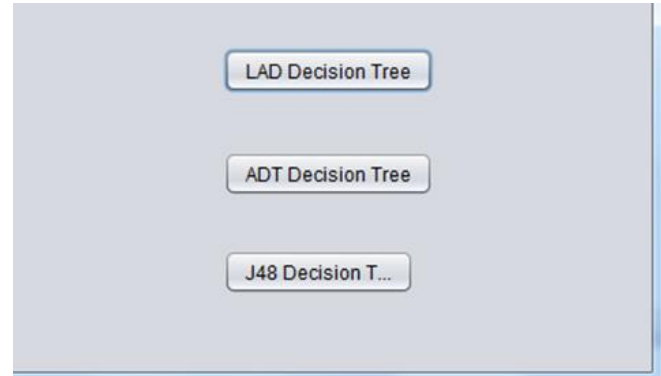 LAD Decision Tree
ADT Decision Tree
J48 Decision T...